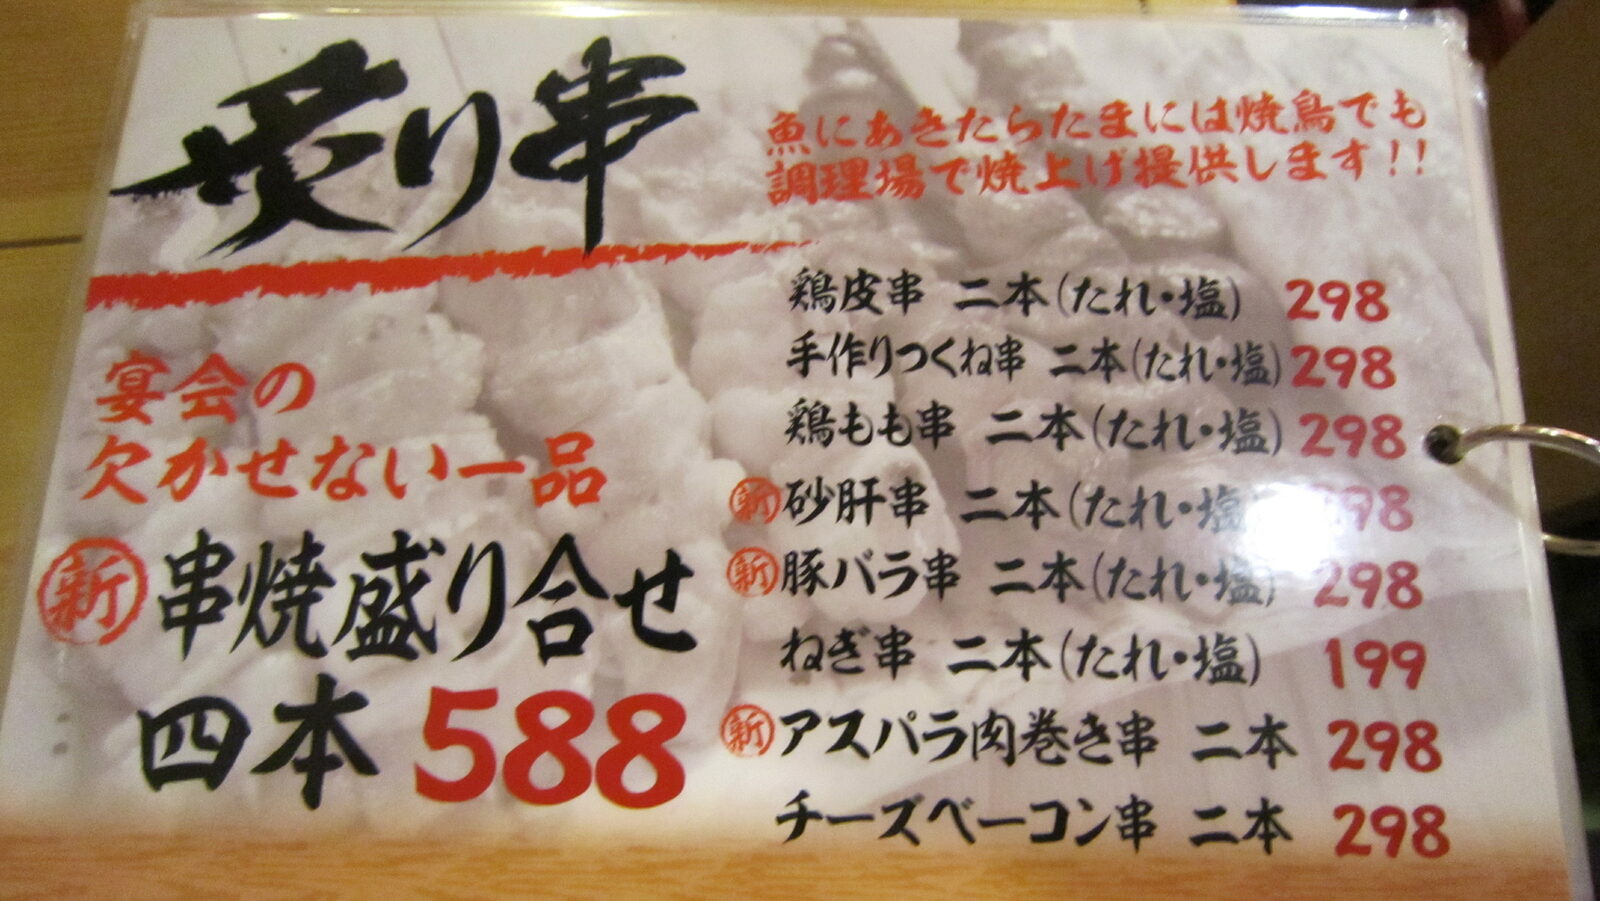 炙り串
魚にあきたらたまには焼鳥でも
調理場で焼上げ提供します!!
宴会の
欠かせない一品
新 串焼盛り合せ
四本 588
鶏皮串 二本(たれ・塩) 298
手作りつくね串 二本(たれ・塩) 298
鶏もも串 二本(たれ・塩) 298
新 砂肝串 二本(たれ・塩) 298
新 豚バラ串 二本(たれ・塩) 298
ねぎ串 二本(たれ・塩) 199
新 アスパラ肉巻き串 二本 298
チーズベーコン串 二本 298